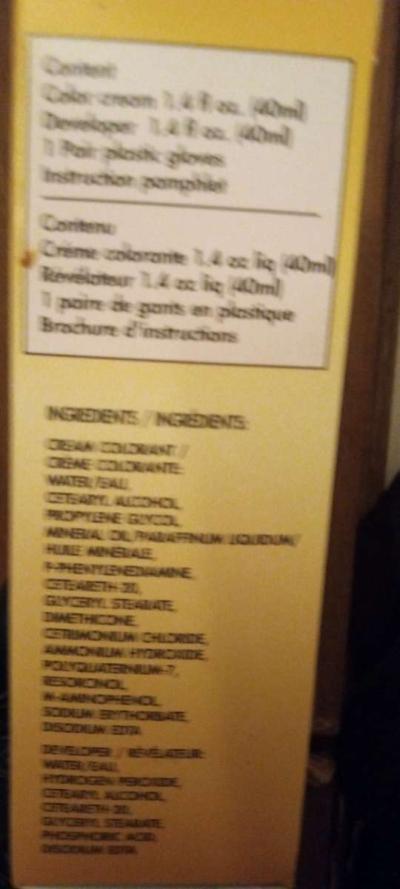 Content
Color cream 1.4 fl oz. (40ml)
Developer 1.4 fl oz. (40ml)
1 Pair plastic gloves
Instruction pamphlet
Contenu
Crème colorante 1.4 oz liq (40ml)
Révélateur 1.4 oz liq (40ml)
1 paire de gants en plastique
Brochure d'instructions
INGREDIENTS / INGRÉDIENTS:
CREAM COLORANT /
CRÈME COLORANTE:
WATER/EAU,
CETEARYL ALCOHOL,
PROPYLENE GLYCOL,
MINERAL OIL/PARAFFINUM LIQUIDUM/
HUILE MINERALE,
P-PHENYLENEDIAMINE,
CETEARETH-20,
GLYCERYL STEARATE,
DIMETHICONE,
CETRIMONIUM CHLORIDE,
AMMONIUM HYDROXIDE,
POLYQUATERNIUM-7,
RESORCINOL,
M-AMINOPHENOL,
SODIUM ERYTHORBATE,
DISODIUM EDTA
DEVELOPER / RÉVÉLATEUR:
WATER/EAU,
HYDROGEN PEROXIDE,
CETEARYL ALCOHOL,
CETEARETH-20,
GLYCERYL STEARATE,
PHOSPHORIC ACID,
DISODIUM EDTA